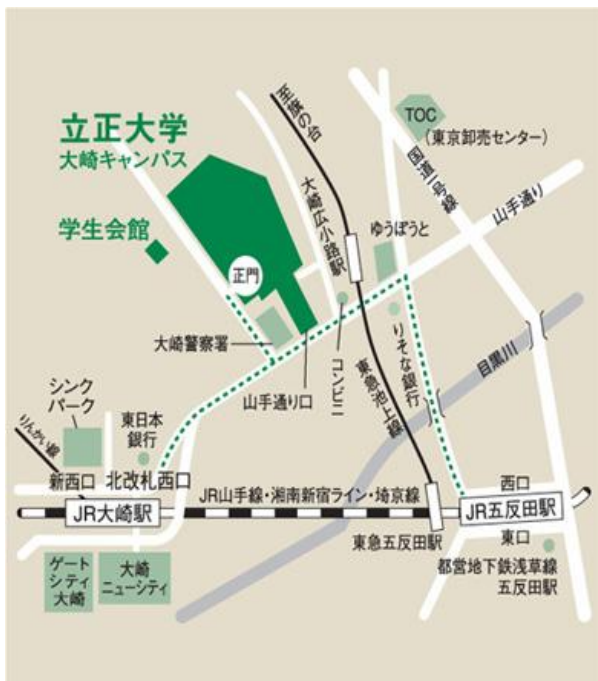 立正大学
大崎キャンパス
学生会館
正門
大崎警察署
山手通り口
至旗の台
大崎広小路駅
TOC
(東京卸売センター)
国道一号線
山手通り
ゆうぽうと
コンビニ
りそな銀行
東急池上線
目黒川
シンク
パーク
りんかい線
東日本
銀行
新西口
北改札西口
JR大崎駅
JR山手線・湘南新宿ライン・埼京線
西口
JR五反田駅
東口
東急五反田駅
都営地下鉄浅草線
五反田駅
ゲート
シティ
大崎
大崎
ニューシティ